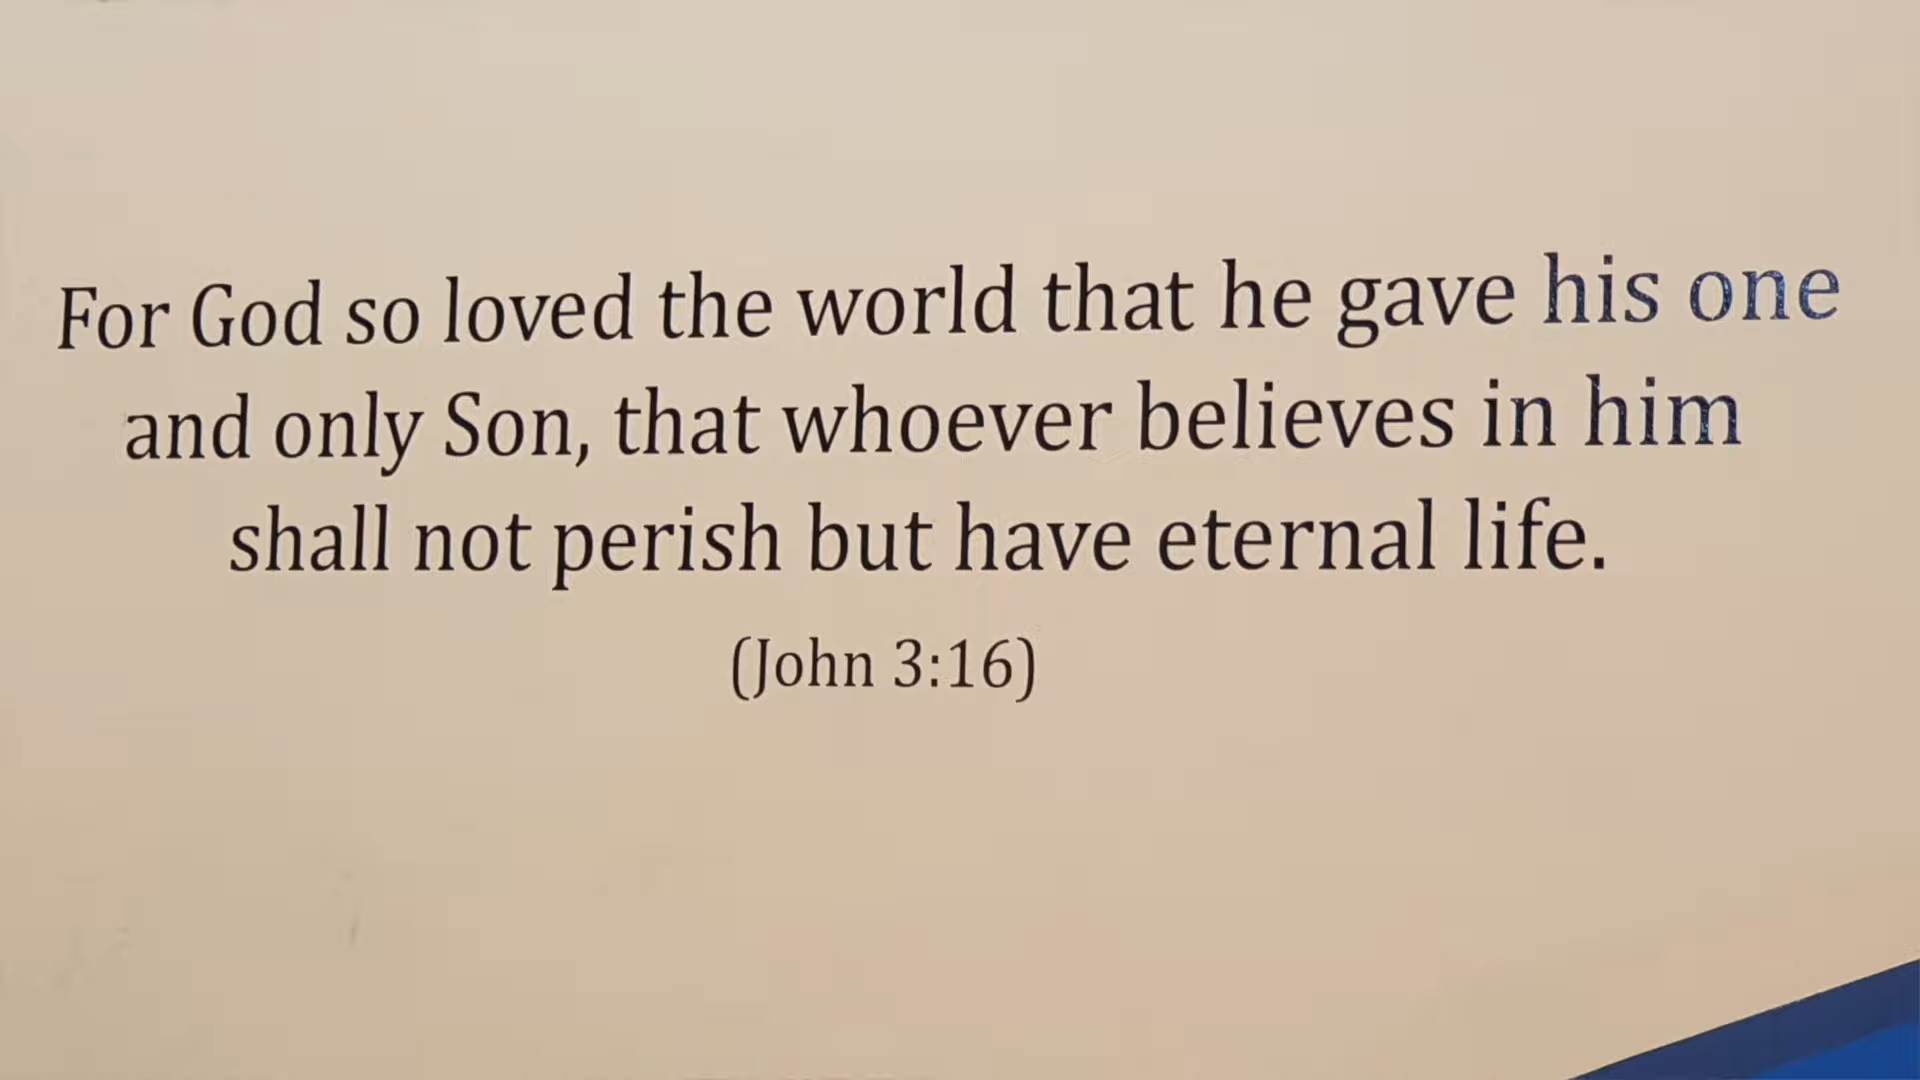 For God so loved the world that he gave his one
and only Son, that whoever believes in him
shall not perish but have eternal life.
(John 3:16)